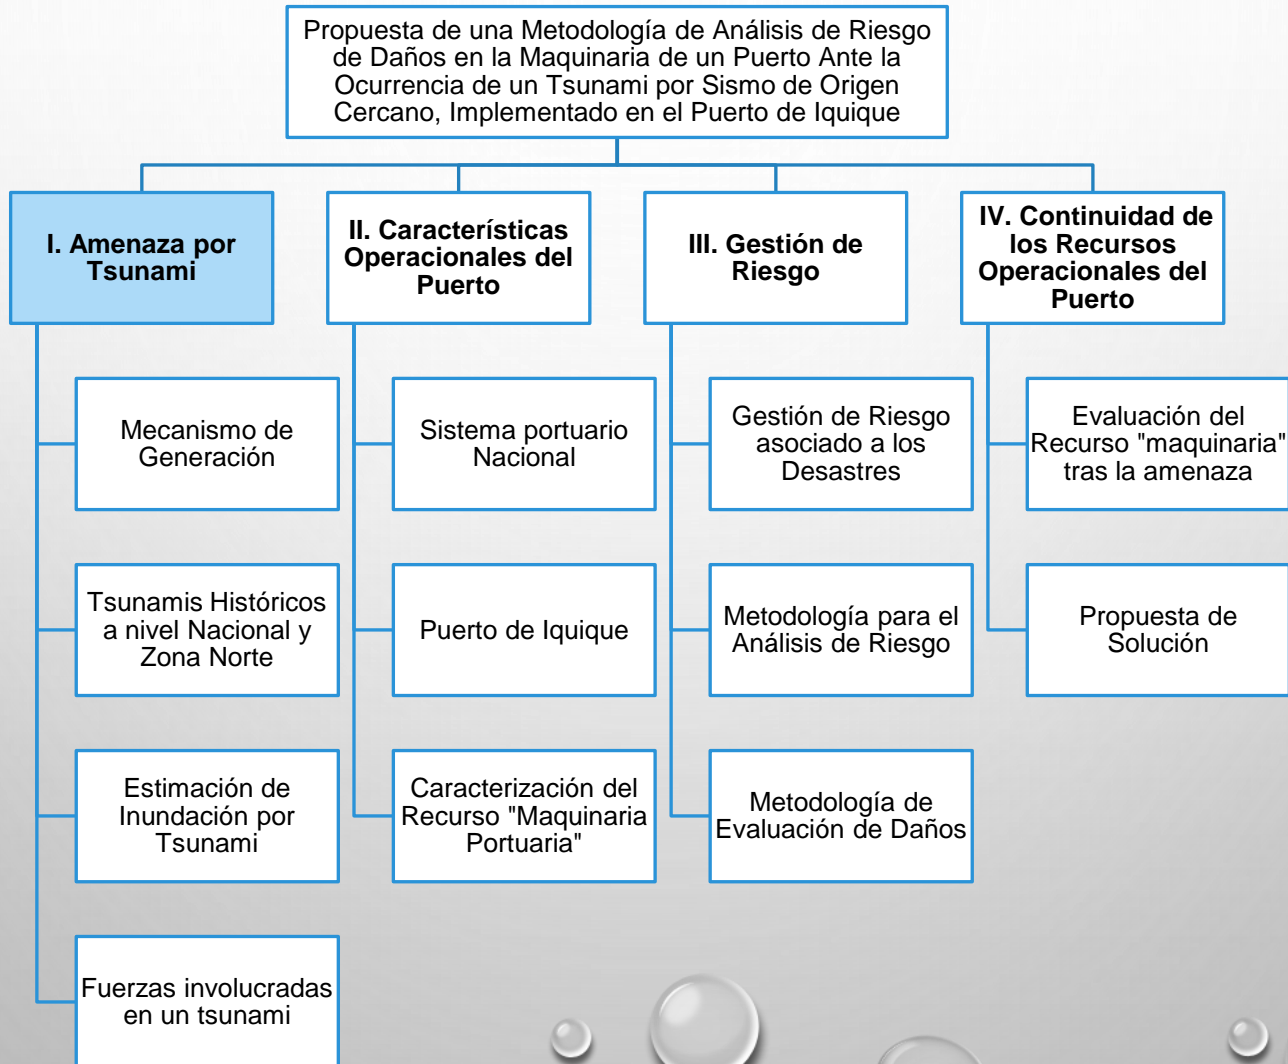 Propuesta de una Metodología de Análisis de Riesgo
de Daños en la Maquinaria de un Puerto Ante la
Ocurrencia de un Tsunami por Sismo de Origen
Cercano, Implementado en el Puerto de Iquique
I. Amenaza por
Tsunami
Mecanismo de
Generación
Tsunamis Históricos
a nivel Nacional y
Zona Norte
Estimación de
Inundación por
Tsunami
Fuerzas involucradas
en un tsunami
II. Características
Operacionales del
Puerto
Sistema portuario
Nacional
Puerto de Iquique
Caracterización del
Recurso "Maquinaria
Portuaria"
III. Gestión de
Riesgo
Gestión de Riesgo
asociado a los
Desastres
Metodología para el
Análisis de Riesgo
Metodología de
Evaluación de Daños
IV. Continuidad de
los Recursos
Operacionales del
Puerto
Evaluación del
Recurso "maquinaria"
tras la amenaza
Propuesta de
Solución